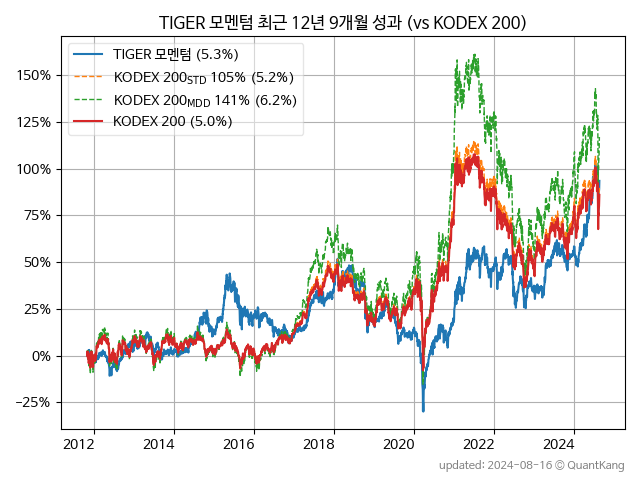 TIGER 모멘텀 최근 12년 9개월 성과 (vs KODEX 200)
TIGER 모멘텀 (5.3%)
KODEX 200STD 105% (5.2%)
KODEX 200MDD 141% (6.2%)
KODEX 200 (5.0%)
150%
125%
100%
75%
50%
25%
0%
−25%
2012 2014 2016 2018 2020 2022 2024
updated: 2024-08-16 © QuantKang